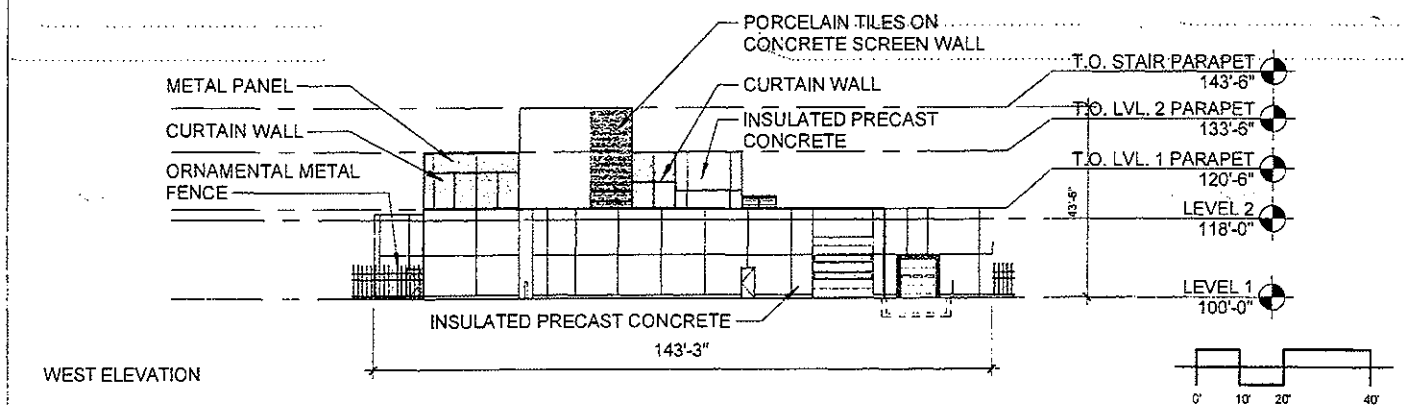 PORCELAIN TILES ON
CONCRETE SCREEN WALL
T.O. STAIR PARAPET
143'-6"
METAL PANEL
CURTAIN WALL
T.O. LVL. 2 PARAPET
133'-6"
CURTAIN WALL
INSULATED PRECAST
CONCRETE
T.O. LVL. 1 PARAPET
120'-6"
ORNAMENTAL METAL
FENCE
43'-6"
LEVEL 2
118'-0"
LEVEL 1
100'-0"
INSULATED PRECAST CONCRETE
143'-3"
WEST ELEVATION
0' 10' 20' 40'